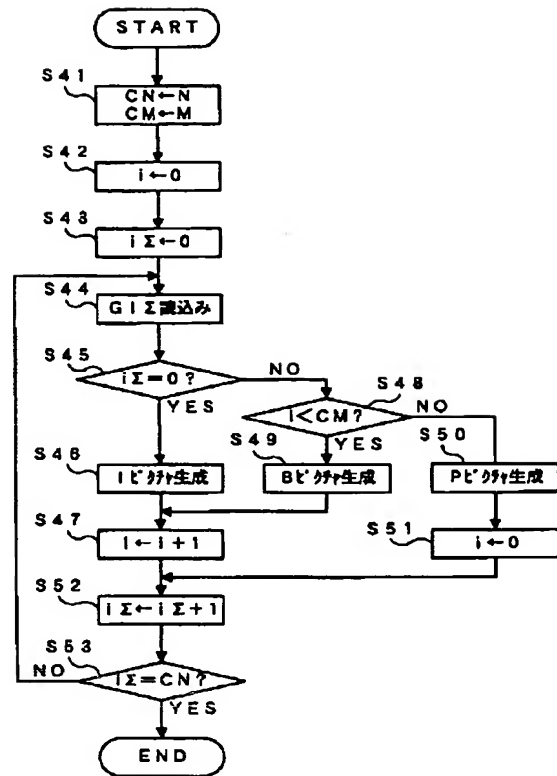 START
S41
CN←N
CM←M
S42
i←0
S43
iΣ←0
S44
GIΣ読込み
S45
iΣ=0?
NO
YES
S48
i<CM?
NO
YES
S46
Iピクチャ生成
S49
Bピクチャ生成
S50
Pピクチャ生成
S47
i←i+1
S51
i←0
S52
iΣ←iΣ+1
S53
iΣ=CN?
NO
YES
END